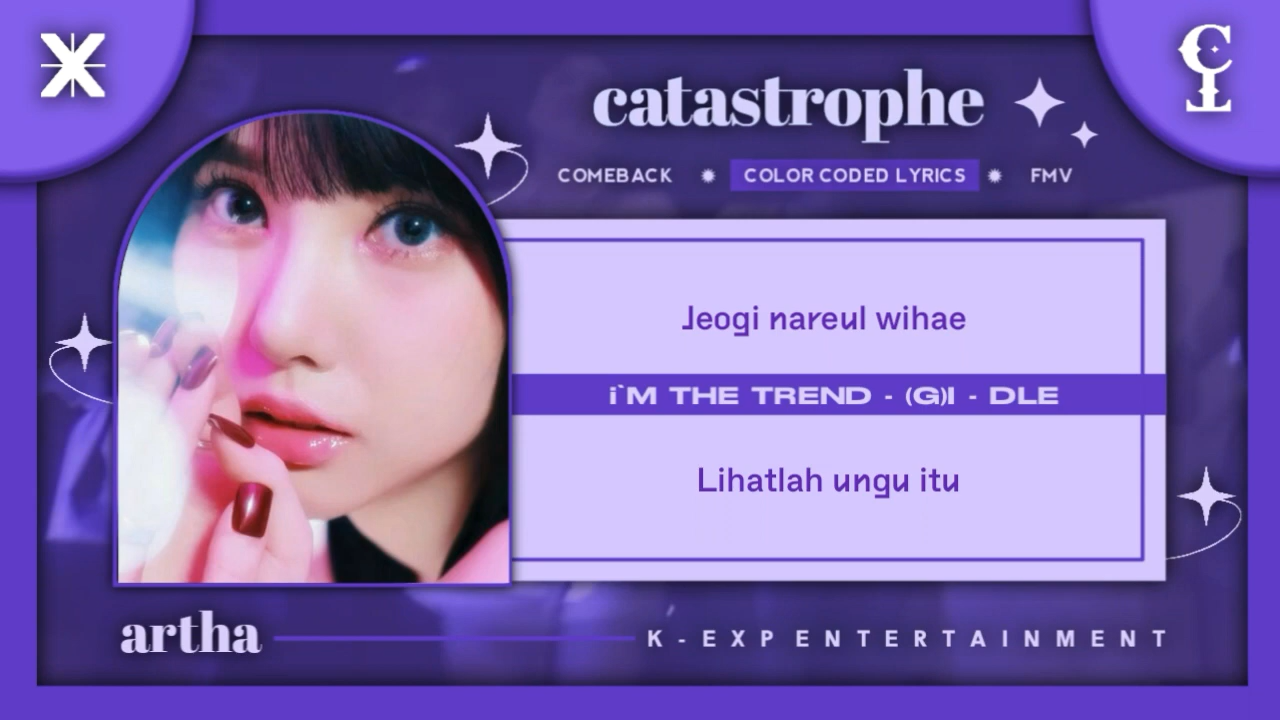 X
catastrophe
COMEBACK COLOR CODED LYRICS FMV
Jeogi nareul wihae
i`M THE TREND - (G)I - DLE
Lihatlah ungu itu
artha
K-EXP ENTERTAINMENT